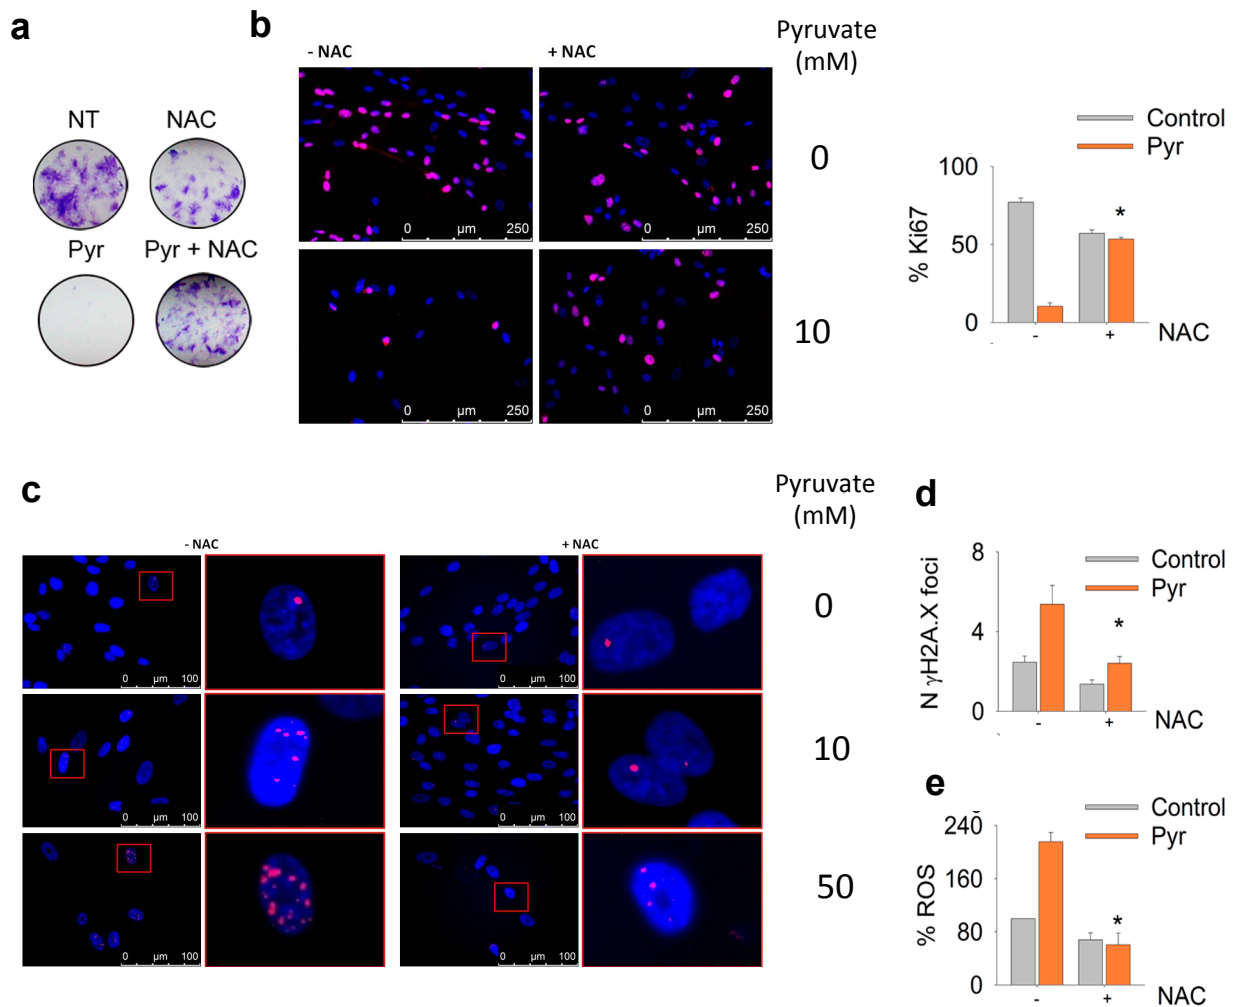 a
NT
NAC
Pyr
Pyr + NAC
b
- NAC
+ NAC
Pyruvate
(mM)
0 µm 250
0 µm 250
0
0 µm 250
0 µm 250
10
Control
Pyr
100
50
0
% Ki67
*
-
+
NAC
c
- NAC
+ NAC
Pyruvate
(mM)
0 µm 100
0 µm 100
0
0 µm 100
0 µm 100
10
0 µm 100
0 µm 100
50
d
Control
Pyr
8
4
0
N γH2A.X foci
*
-
+
NAC
e
Control
Pyr
240
160
80
0
% ROS
*
-
+
NAC